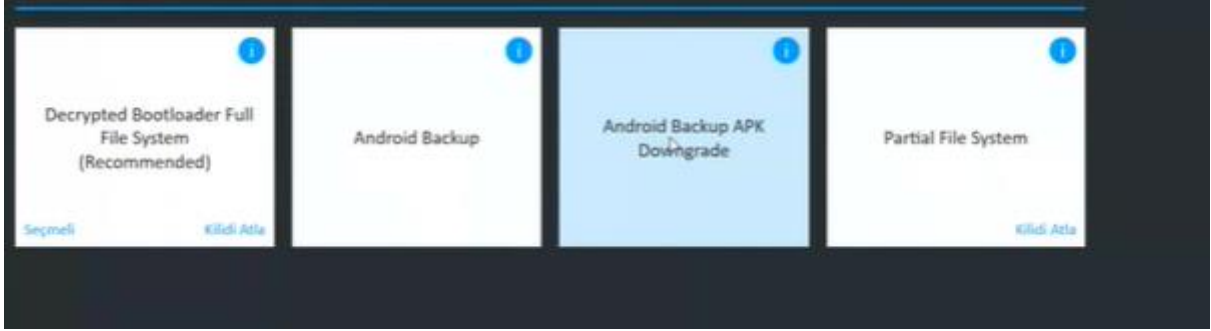 Decrypted Bootloader Full
File System
(Recommended)
Seçmeli
Kilidi Atla
Android Backup
Android Backup APK
Downgrade
Partial File System
Kilidi Atla